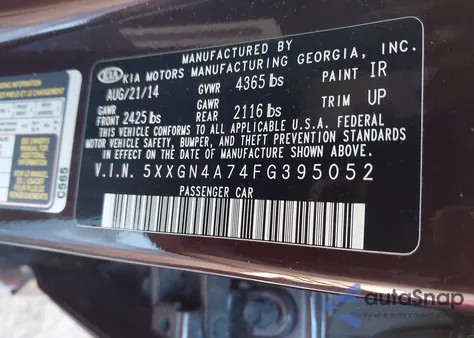 MANUFACTURED BY
KIA KIA MOTORS MANUFACTURING GEORGIA, INC.
AUG/21/14 GVWR 4365 lbs PAINT IR
GAWR FRONT 2425 lbs GAWR REAR 2116 lbs TRIM UP
THIS VEHICLE CONFORMS TO ALL APPLICABLE U.S.A. FEDERAL
MOTOR VEHICLE SAFETY, BUMPER, AND THEFT PREVENTION STANDARDS
IN EFFECT ON THE DATE OF MANUFACTURE SHOWN ABOVE.
V.I.N. 5XXGN4A74FG395052
PASSENGER CAR
C565
autoSnap